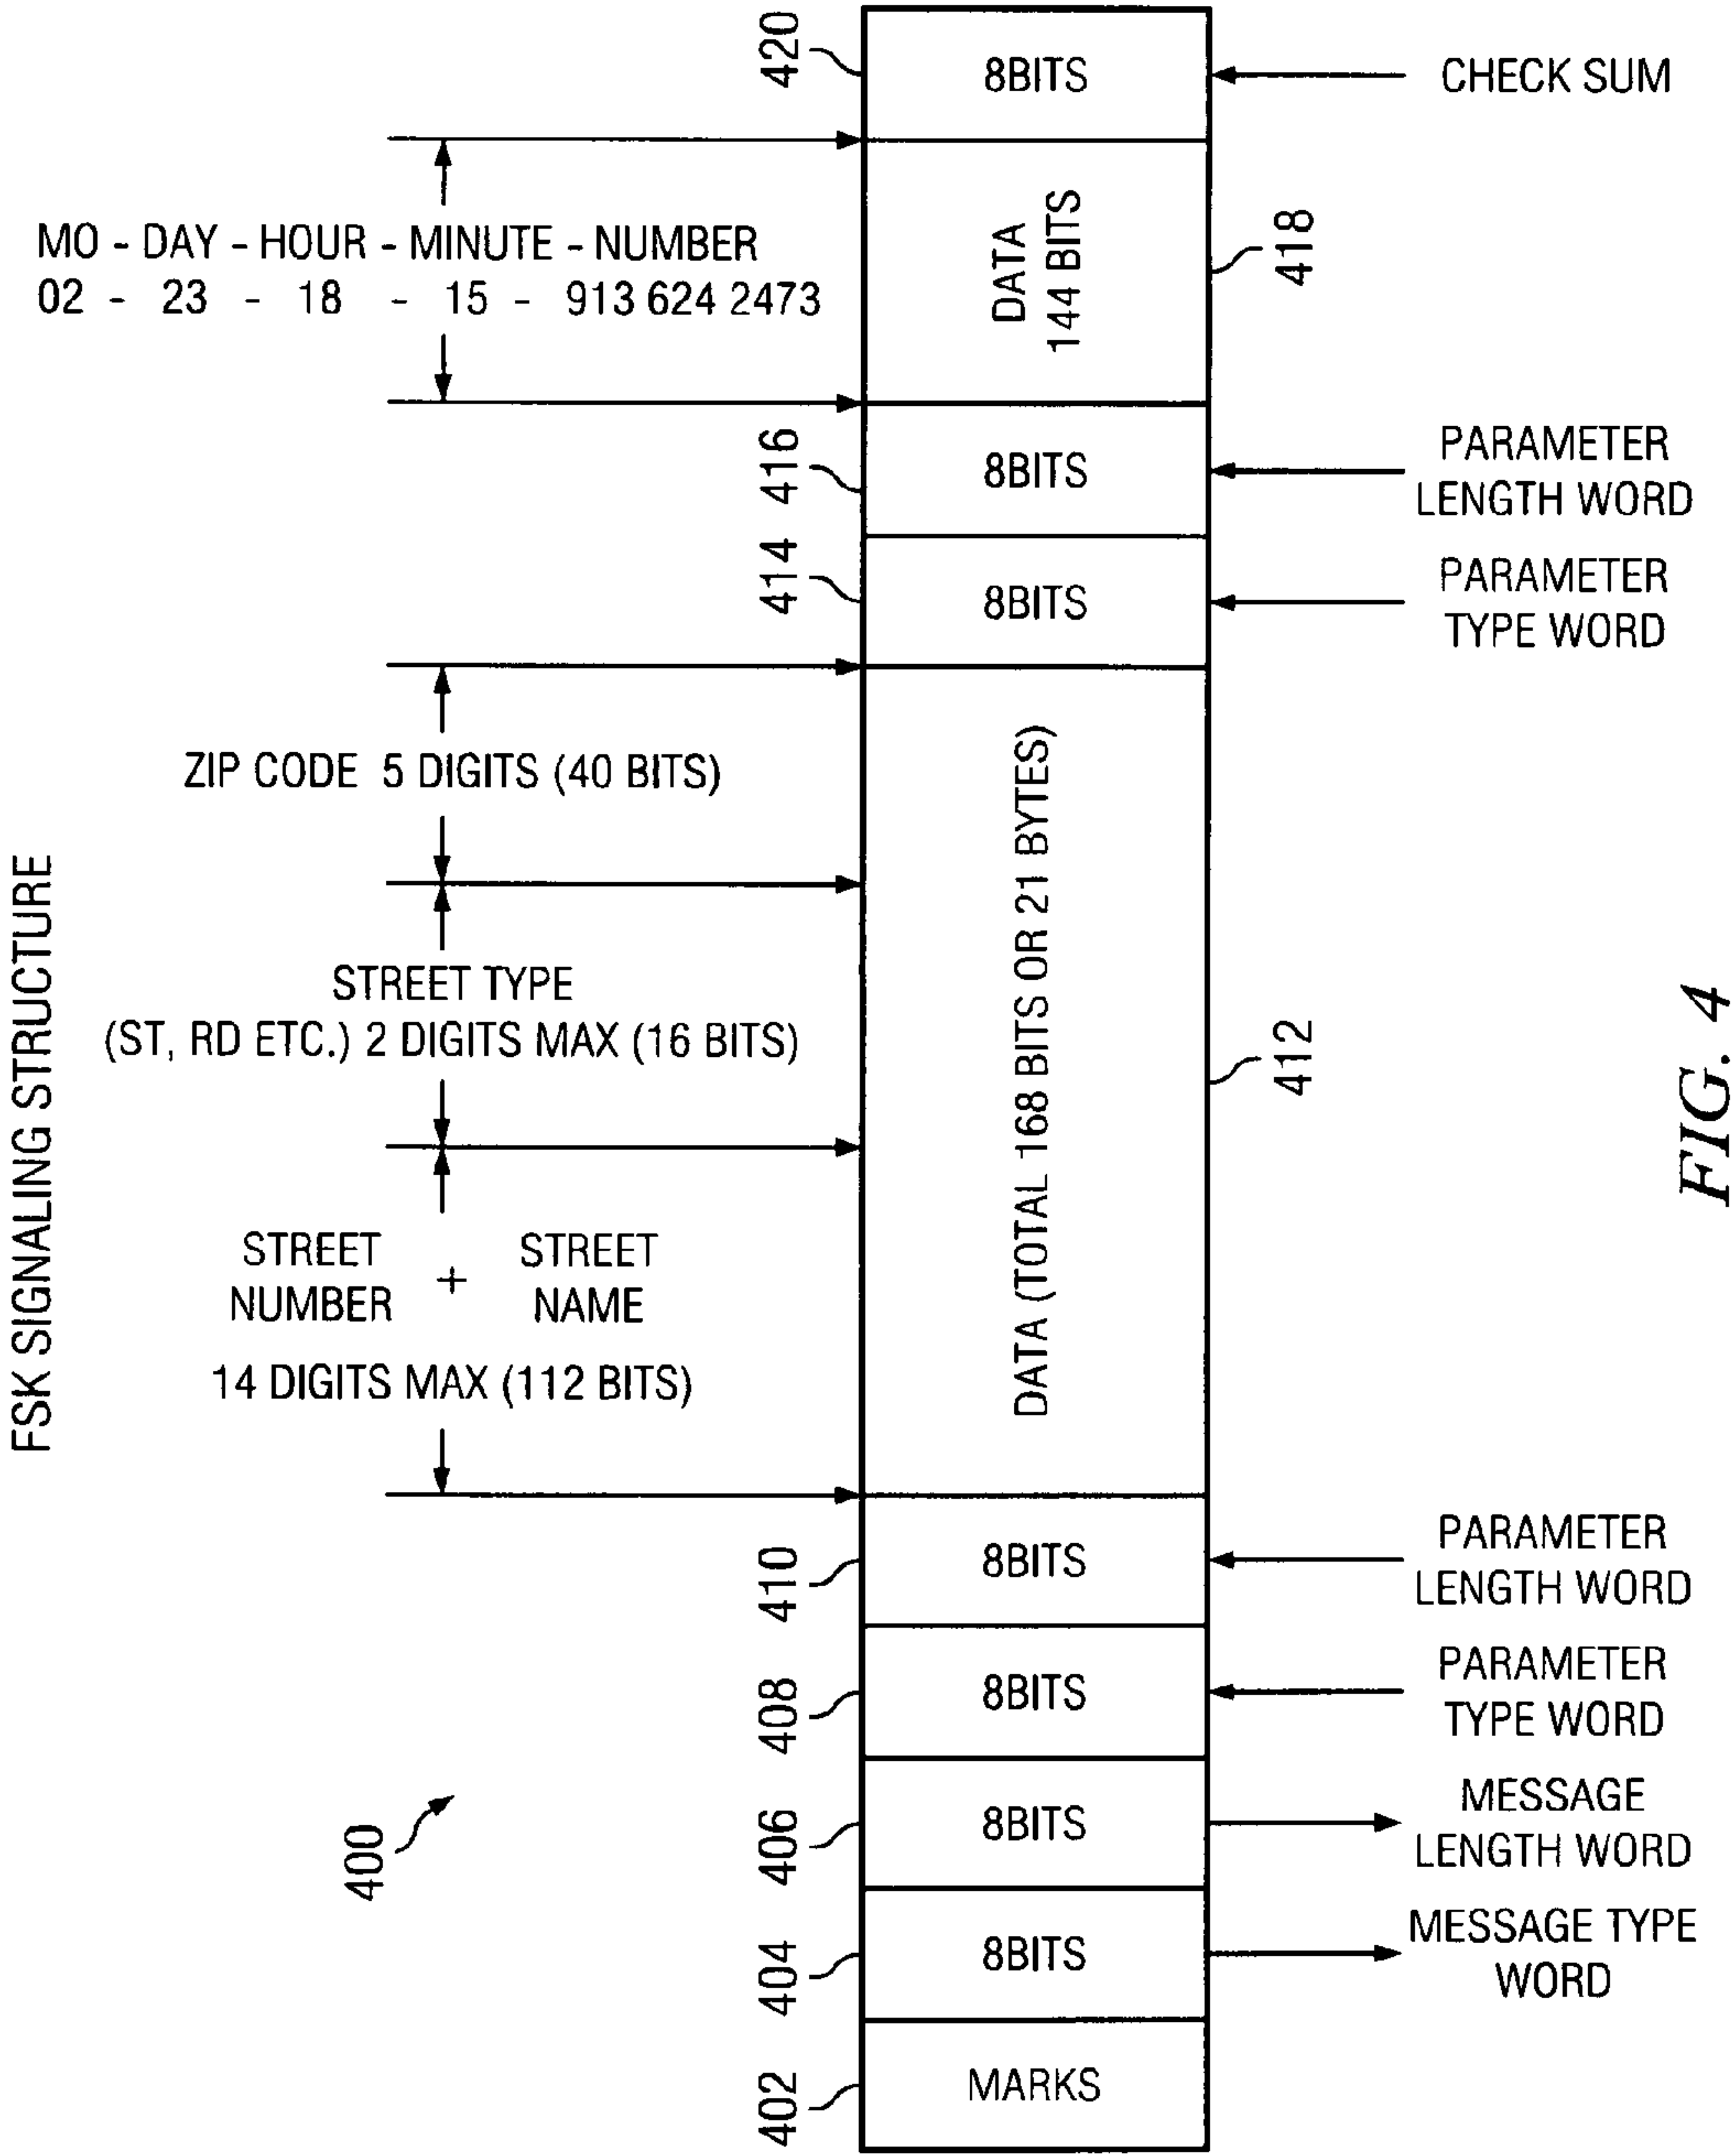 FSK SIGNALING STRUCTURE
400
MO - DAY - HOUR - MINUTE - NUMBER
02 - 23 - 18 - 15 - 913 624 2473
ZIP CODE 5 DIGITS (40 BITS)
STREET TYPE
(ST, RD ETC.) 2 DIGITS MAX (16 BITS)
STREET
NUMBER
+
STREET
NAME
14 DIGITS MAX (112 BITS)
420
8BITS
CHECK SUM
DATA
144 BITS
418
416
8BITS
PARAMETER
LENGTH WORD
414
8BITS
PARAMETER
TYPE WORD
DATA (TOTAL 168 BITS OR 21 BYTES)
412
410
8BITS
PARAMETER
LENGTH WORD
408
8BITS
PARAMETER
TYPE WORD
406
8BITS
MESSAGE
LENGTH WORD
404
8BITS
MESSAGE TYPE
WORD
402
MARKS
FIG. 4